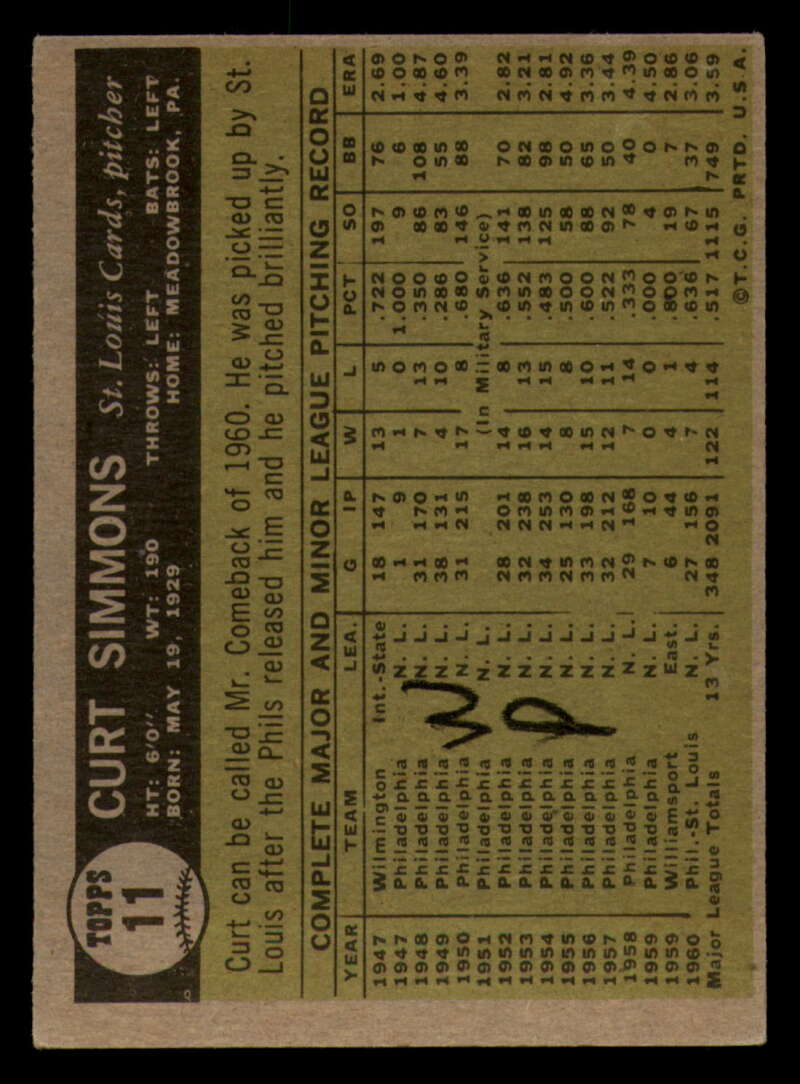 TOPPS
11
CURT SIMMONS St. Louis Cards, pitcher
HT: 6'0" WT: 190 THROWS: LEFT BATS: LEFT
BORN: MAY 19, 1929 HOME: MEADOWBROOK, PA.
Curt can be called Mr. Comeback of 1960. He was picked up by St.
Louis after the Phils released him and he pitched brilliantly.
COMPLETE MAJOR AND MINOR LEAGUE PITCHING RECORD
YEAR TEAM LEA. G IP W L PCT SO BB ERA
1947 Wilmington Int.-State 18 147 13 5 .722 197 76 2.69
1947 Philadelphia N. L. 1 9 1 0 1.000 9 6 1.00
1948 Philadelphia N. L. 31 170 7 13 .350 86 108 4.87
1949 Philadelphia N. L. 38 131 4 10 .286 83 55 4.60
1950 Philadelphia N. L. 31 215 17 8 .680 146 88 3.39
1951 Philadelphia N. L. (In Military Service)
1952 Philadelphia N. L. 28 201 14 8 .636 141 70 2.82
1953 Philadelphia N. L. 32 238 16 13 .552 138 82 3.21
1954 Philadelphia N. L. 34 253 14 15 .483 125 98 2.81
1955 Philadelphia N. L. 25 130 8 8 .500 58 50 4.92
1956 Philadelphia N. L. 33 198 15 10 .600 88 65 3.36
1957 Philadelphia N. L. 32 212 12 11 .522 92 50 3.44
1958 Philadelphia N. L. 29 168 7 14 .333 78 40 4.39
1959 Philadelphia N. L. 7 10 0 0 .000 4 0 4.50
1959 Williamsport East. 6 44 4 1 .800 19 7 2.86
1960 Phil.-St. Louis N. L. 27 156 7 4 .636 67 37 3.06
Major League Totals 13 Yrs. 348 2091 122 114 .517 1115 749 3.59
©T.C.G. PRTD. U.S.A.